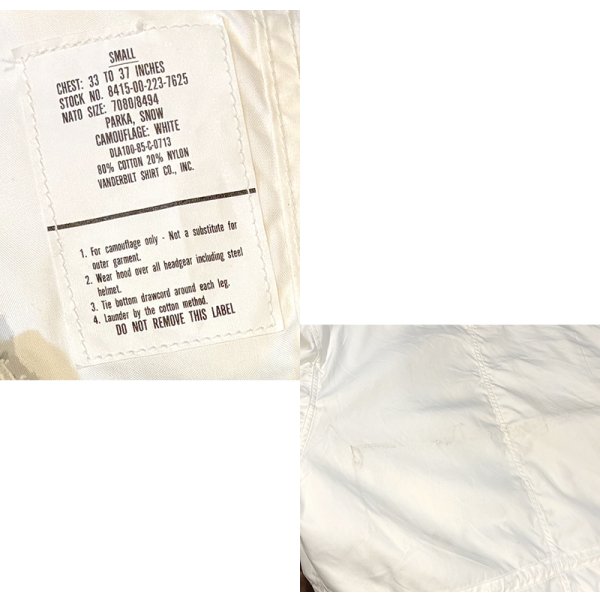 SMALL
CHEST: 33 TO 37 INCHES
STOCK NO. 8415-00-223-7625
NATO SIZE: 7080/8494
PARKA, SNOW
CAMOUFLAGE: WHITE
DLA100-85-C-0713
80% COTTON 20% NYLON
VANDERBILT SHIRT CO., INC.
1. For camouflage only - Not a substitute for
outer garment.
2. Wear hood over all headgear including steel
helmet.
3. Tie bottom drawcord around each leg.
4. Launder by the cotton method.
DO NOT REMOVE THIS LABEL